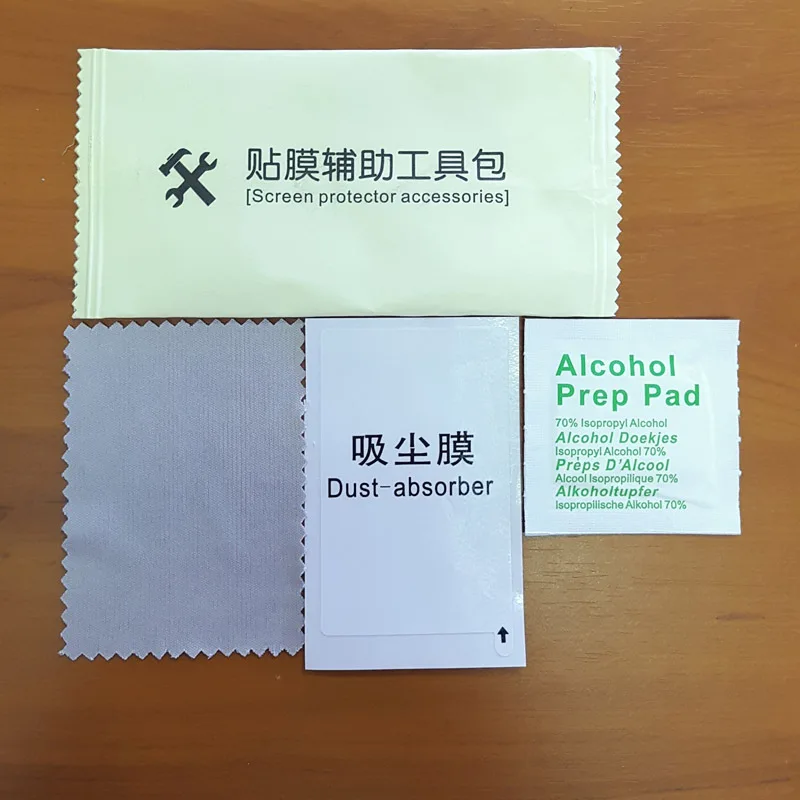 贴膜辅助工具包
[Screen protector accessories]
吸尘膜
Dust-absorber
Alcohol
Prep Pad
70% Isopropyl Alcohol
Alcohol Doekjes
Isopropyl Alcohol 70%
Prèps D'Alcool
Alcool Isopropilique 70%
Alkoholtupfer
Isopropilische Alkohol 70%